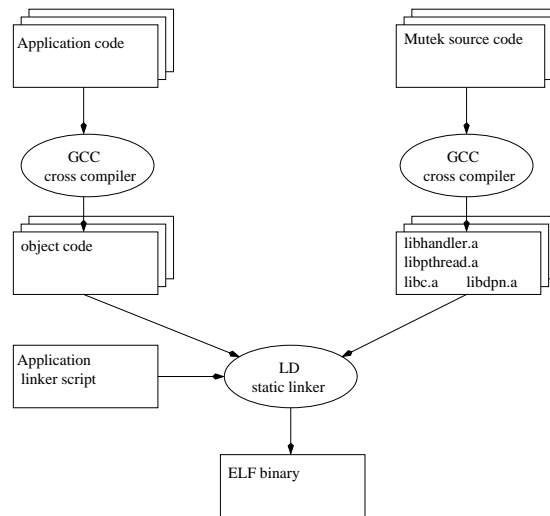 Application code
Mutek source code
GCC
cross compiler
GCC
cross compiler
object code
libhandler.a
libpthread.a
libc.a libdpn.a
Application
linker script
LD
static linker
ELF binary